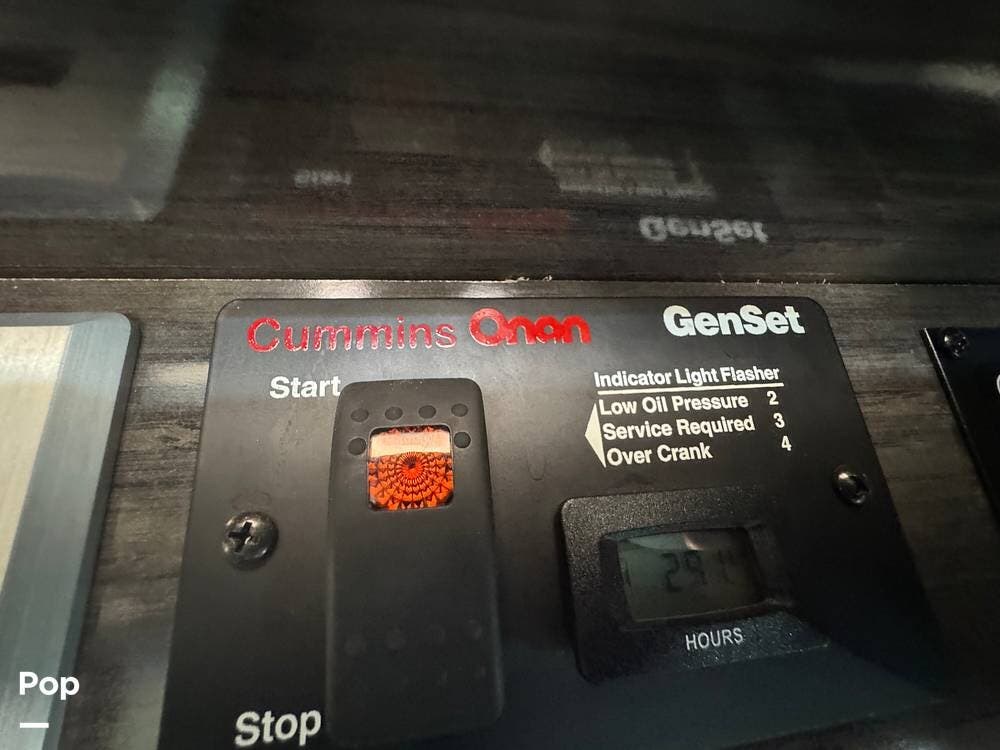 Cummins Onan
GenSet
Start
Indicator Light Flasher
Low Oil Pressure 2
Service Required 3
Over Crank 4
HOURS
Stop
Pop